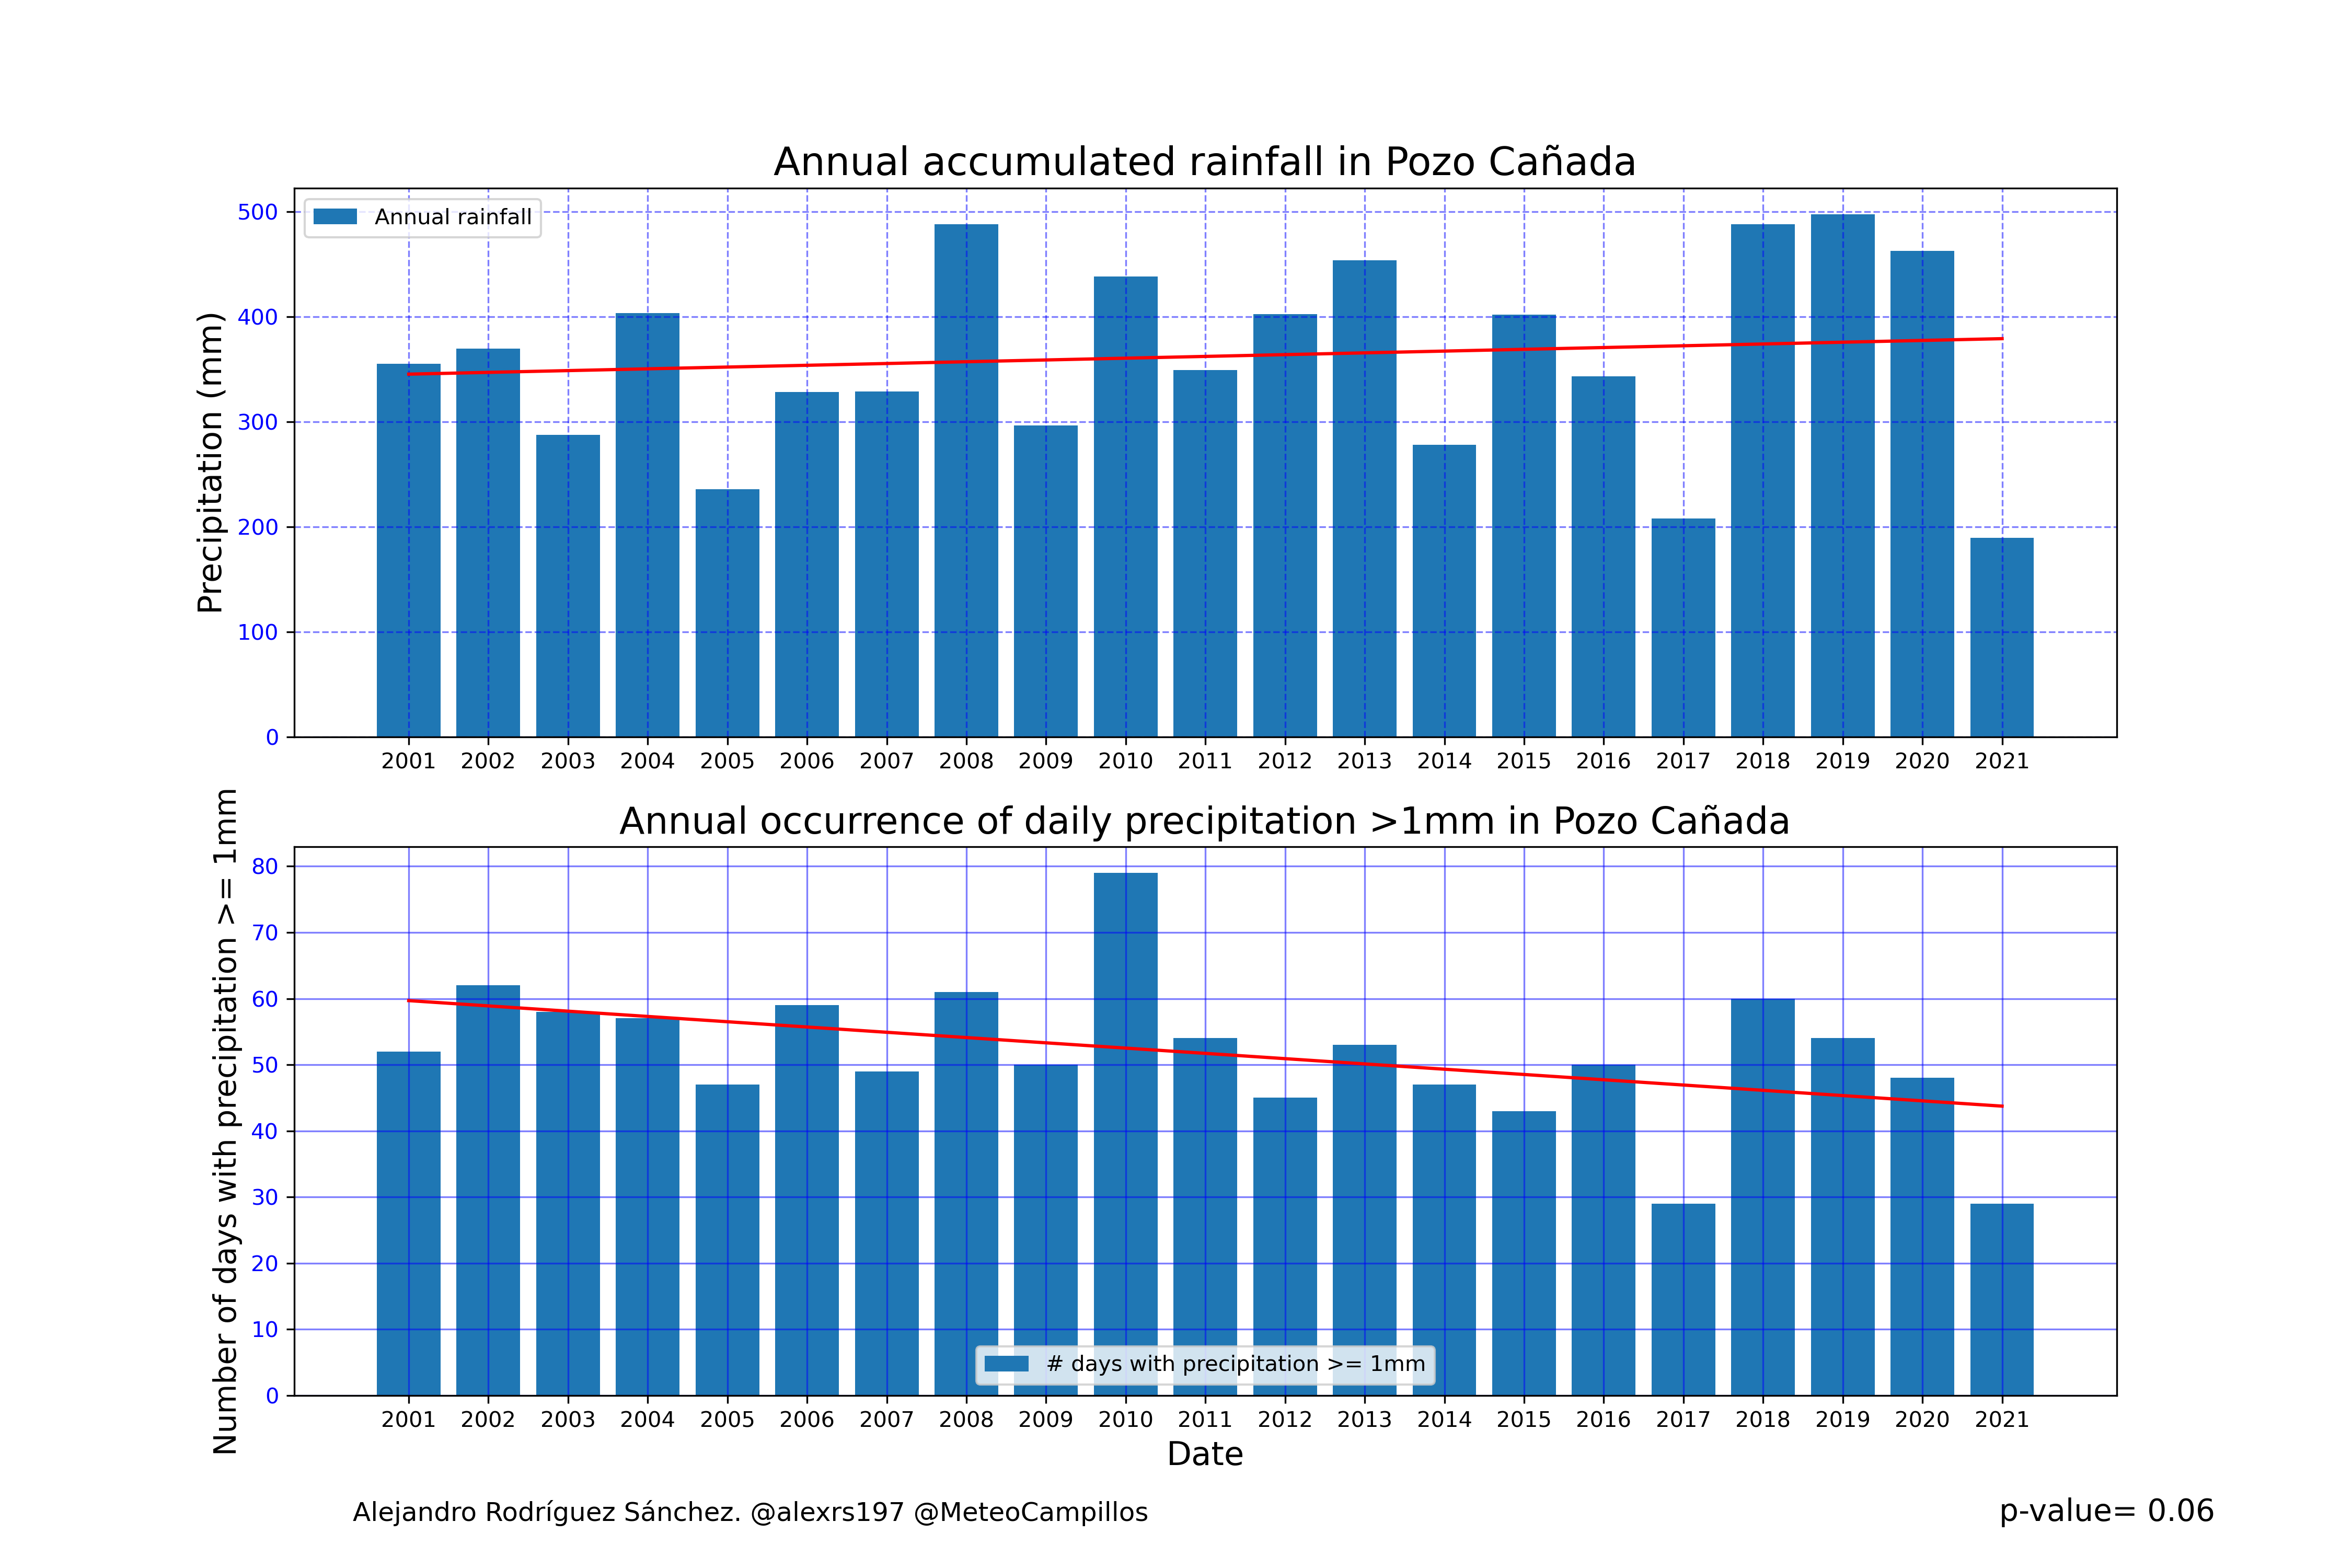 Annual accumulated rainfall in Pozo Cañada
Annual rainfall
Precipitation (mm)
500
400
300
200
100
0
2001 2002 2003 2004 2005 2006 2007 2008 2009 2010 2011 2012 2013 2014 2015 2016 2017 2018 2019 2020 2021
Annual occurrence of daily precipitation >1mm in Pozo Cañada
Number of days with precipitation >= 1mm
80
70
60
50
40
30
20
10
0
# days with precipitation >= 1mm
2001 2002 2003 2004 2005 2006 2007 2008 2009 2010 2011 2012 2013 2014 2015 2016 2017 2018 2019 2020 2021
Date
Alejandro Rodríguez Sánchez. @alexrs197 @MeteoCampillos
p-value= 0.06